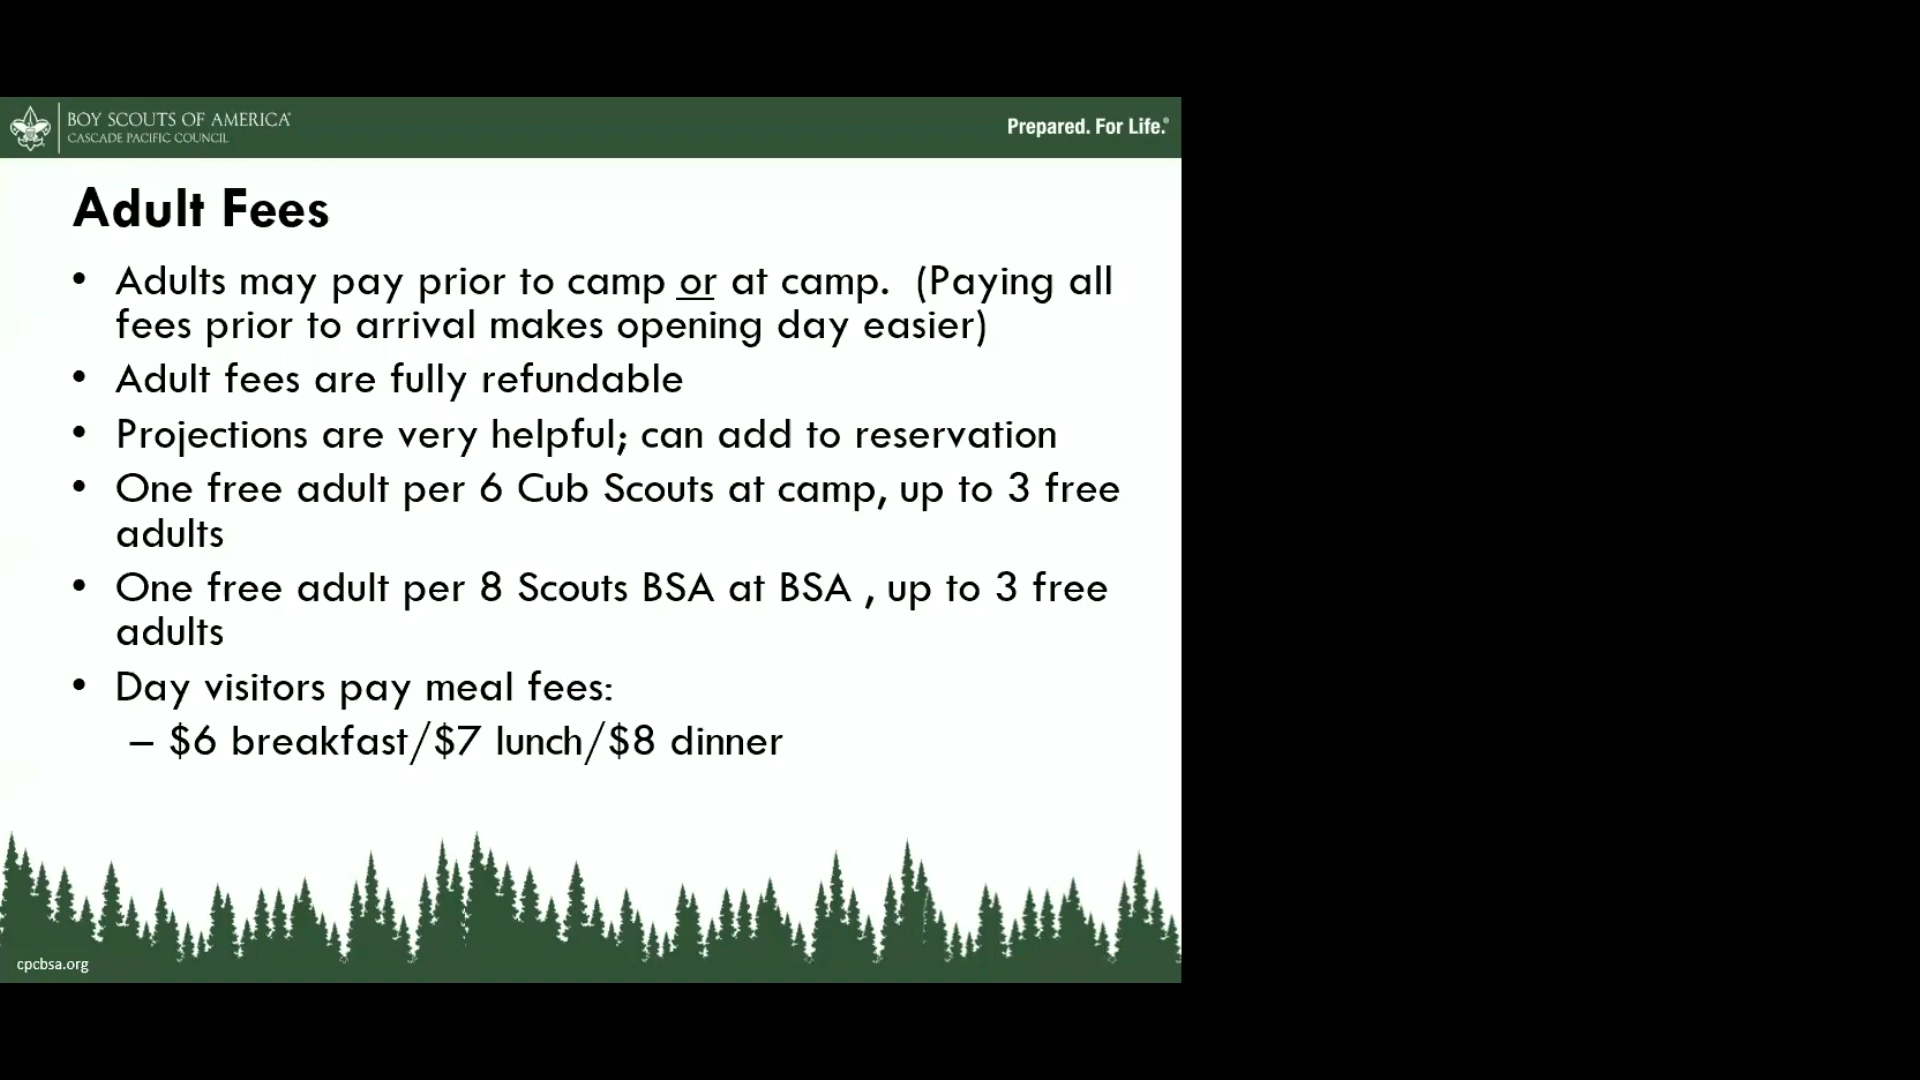 BOY SCOUTS OF AMERICA®
CASCADE PACIFIC COUNCIL
Prepared. For Life.®
Adult Fees
• Adults may pay prior to camp or at camp.  (Paying all
fees prior to arrival makes opening day easier)
• Adult fees are fully refundable
• Projections are very helpful; can add to reservation
• One free adult per 6 Cub Scouts at camp, up to 3 free
adults
• One free adult per 8 Scouts BSA at BSA , up to 3 free
adults
• Day visitors pay meal fees:
– $6 breakfast/$7 lunch/$8 dinner
cpcbsa.org